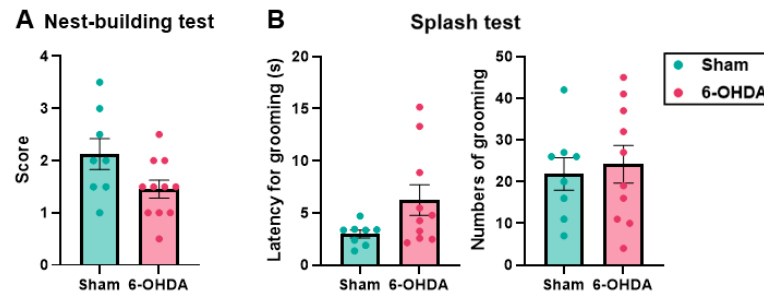 A Nest-building test
Score
4
3
2
1
0
Sham 6-OHDA
B Splash test
Latency for grooming (s)
20
15
10
5
0
Sham 6-OHDA
Numbers of grooming
50
40
30
20
10
0
Sham 6-OHDA
Sham
6-OHDA